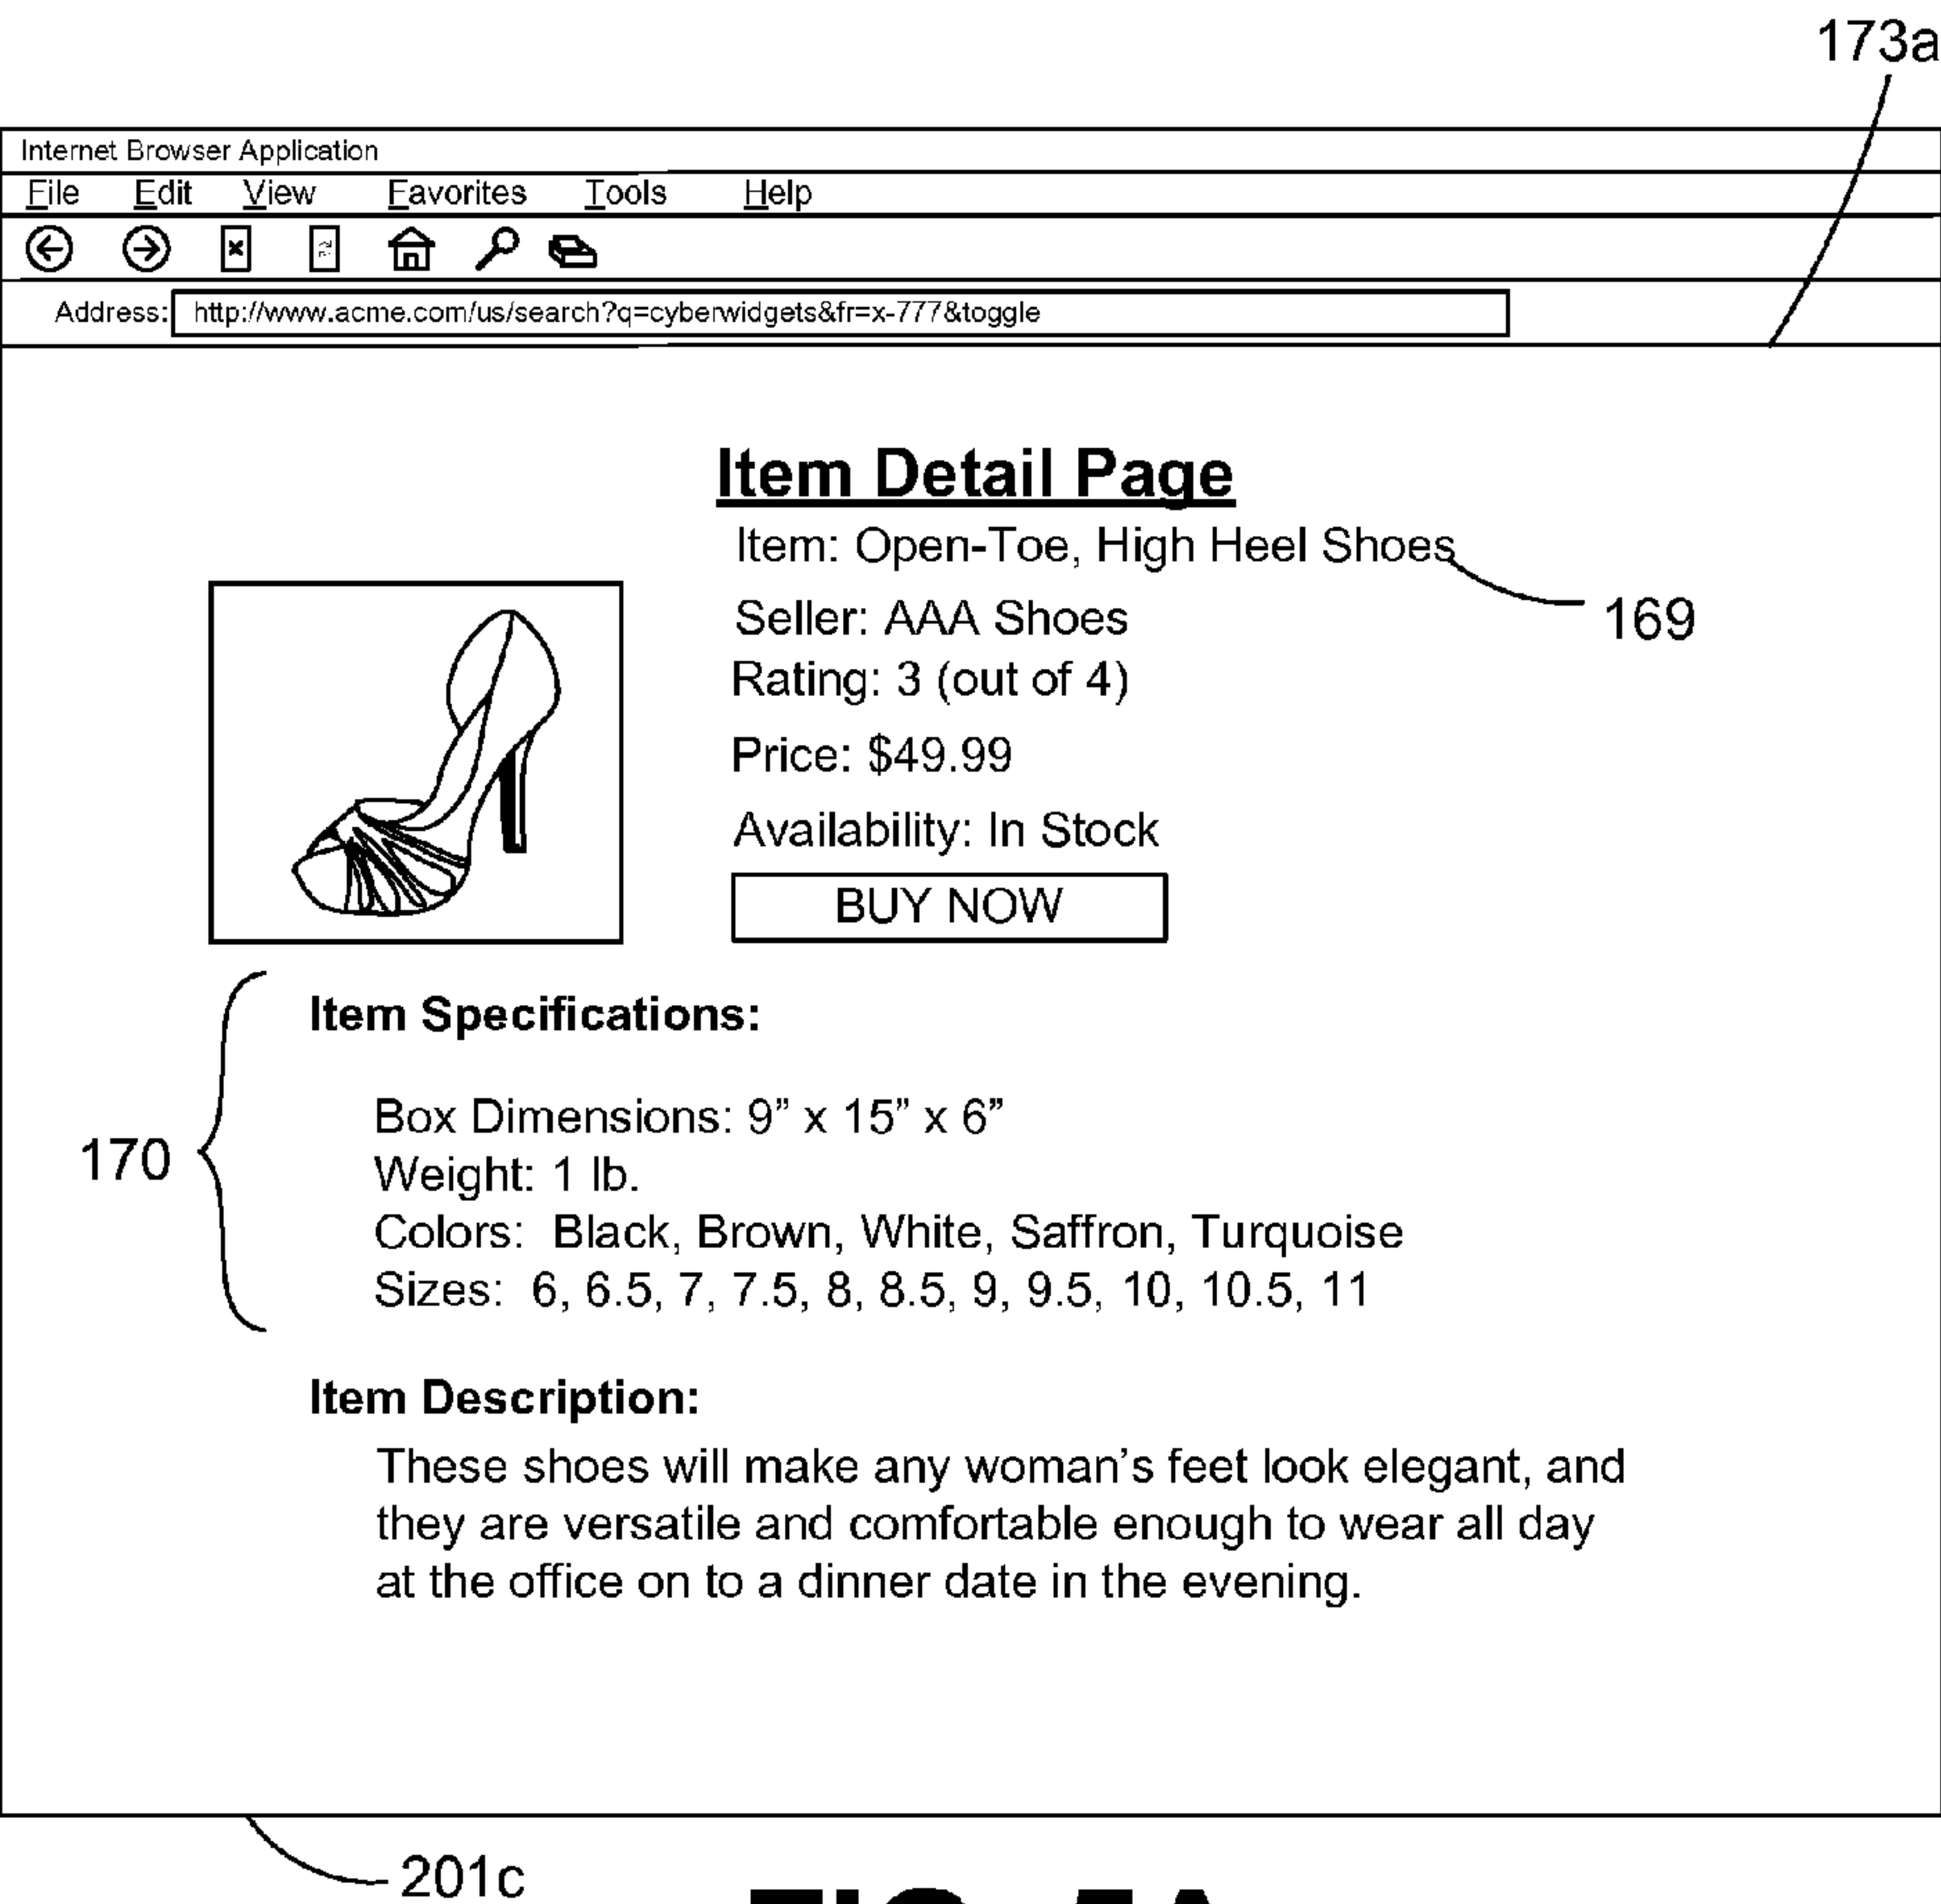 173a
Internet Browser Application
File Edit View Favorites Tools Help
Address: http://www.acme.com/us/search?q=cyberwidgets&fr=x-777&toggle
Item Detail Page
Item: Open-Toe, High Heel Shoes
169
Seller: AAA Shoes
Rating: 3 (out of 4)
Price: $49.99
Availability: In Stock
BUY NOW
170
Item Specifications:
Box Dimensions: 9” x 15” x 6”
Weight: 1 lb.
Colors: Black, Brown, White, Saffron, Turquoise
Sizes: 6, 6.5, 7, 7.5, 8, 8.5, 9, 9.5, 10, 10.5, 11
Item Description:
These shoes will make any woman’s feet look elegant, and
they are versatile and comfortable enough to wear all day
at the office on to a dinner date in the evening.
201c